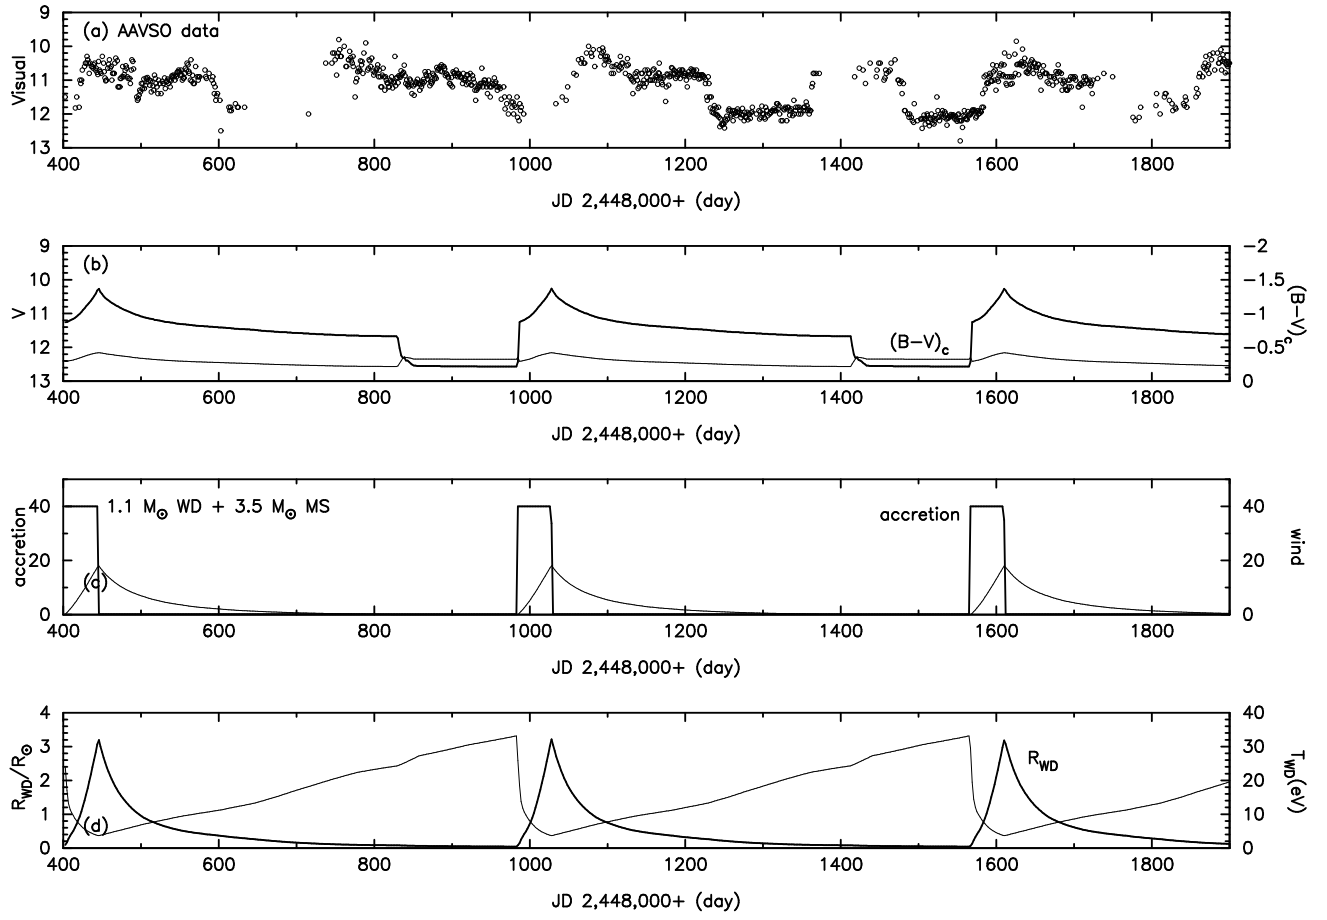 (a) AAVSO data
Visual
9
10
11
12
13
400 600 800 1000 1200 1400 1600 1800
JD 2,448,000+ (day)
(b)
V
9
10
11
12
13
(B-V)c
-2
-1.5
-1
-0.5
0
(B-V)c
400 600 800 1000 1200 1400 1600 1800
JD 2,448,000+ (day)
1.1 M⊙ WD + 3.5 M⊙ MS
accretion
accretion
40
20
0
(c)
40
20
0
wind
400 600 800 1000 1200 1400 1600 1800
JD 2,448,000+ (day)
RWD/R⊙
4
3
2
1
0
(d)
RWD
40
30
20
10
0
TWD(eV)
400 600 800 1000 1200 1400 1600 1800
JD 2,448,000+ (day)